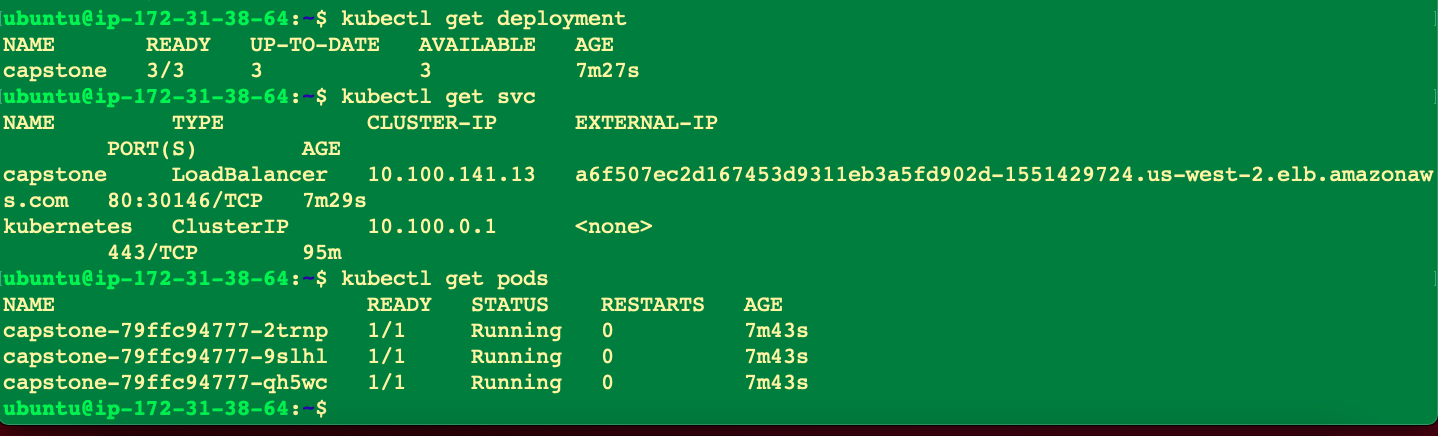 ubuntu@ip-172-31-38-64:~$ kubectl get deployment
NAME READY UP-TO-DATE AVAILABLE AGE
capstone 3/3 3 3 7m27s
ubuntu@ip-172-31-38-64:~$ kubectl get svc
NAME TYPE CLUSTER-IP EXTERNAL-IP
PORT(S) AGE
capstone LoadBalancer 10.100.141.13 a6f507ec2d167453d9311eb3a5fd902d-1551429724.us-west-2.elb.amazonaw
s.com 80:30146/TCP 7m29s
kubernetes ClusterIP 10.100.0.1 <none>
443/TCP 95m
ubuntu@ip-172-31-38-64:~$ kubectl get pods
NAME READY STATUS RESTARTS AGE
capstone-79ffc94777-2trnp 1/1 Running 0 7m43s
capstone-79ffc94777-9slhl 1/1 Running 0 7m43s
capstone-79ffc94777-qh5wc 1/1 Running 0 7m43s
ubuntu@ip-172-31-38-64:~$